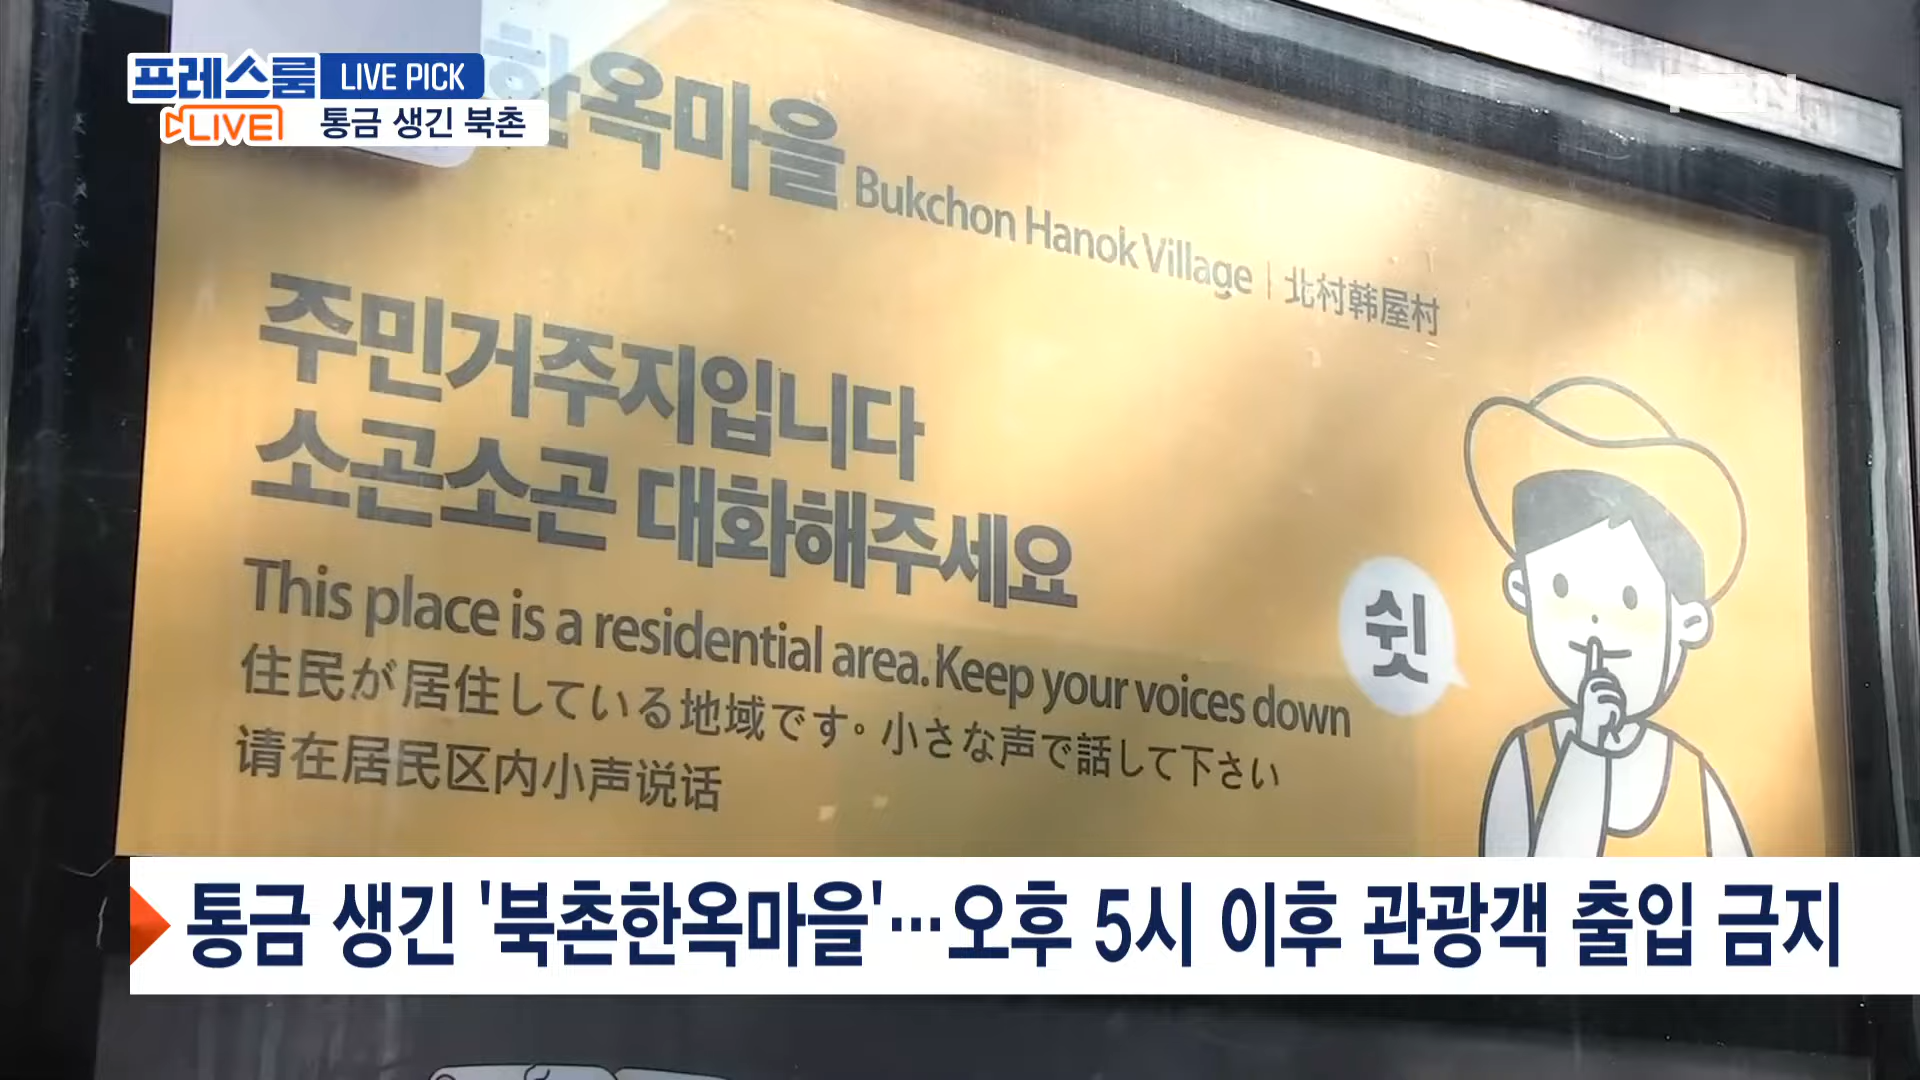 프레스룸 LIVE PICK
LIVE! 통금 생긴 북촌
MBN
한옥마을 Bukchon Hanok Village | 北村韩屋村
주민거주지입니다
소곤소곤 대화해주세요
This place is a residential area. Keep your voices down
住民が居住している地域です。小さな声で話して下さい
请在居民区内小声说话
쉿
통금 생긴 '북촌한옥마을'…오후 5시 이후 관광객 출입 금지